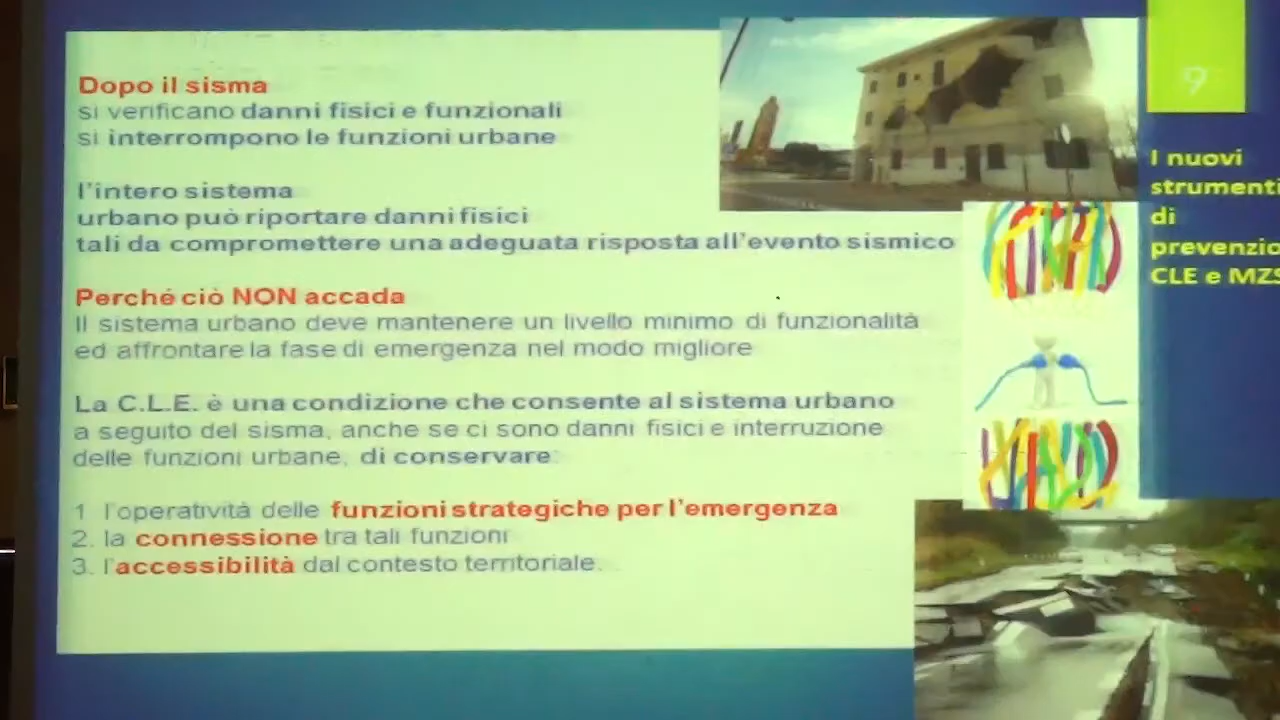 Dopo il sisma
si verificano danni fisici e funzionali
si interrompono le funzioni urbane
l'intero sistema
urbano può riportare danni fisici
tali da compromettere una adeguata risposta all'evento sismico
Perché ciò NON accada
Il sistema urbano deve mantenere un livello minimo di funzionalità
ed affrontare la fase di emergenza nel modo migliore
La C.L.E. è una condizione che consente al sistema urbano
a seguito del sisma, anche se ci sono danni fisici e interruzione
delle funzioni urbane, di conservare:
1 l'operatività delle funzioni strategiche per l'emergenza
2. la connessione tra tali funzioni
3. l'accessibilità dal contesto territoriale.
9
I nuovi
strumenti
di
prevenzio
CLE e MZS